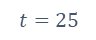 t = 25